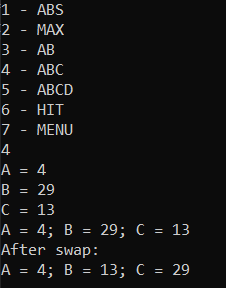 1 - ABS
2 - MAX
3 - AB
4 - ABC
5 - ABCD
6 - HIT
7 - MENU
4
A = 4
B = 29
C = 13
A = 4; B = 29; C = 13
After swap:
A = 4; B = 13; C = 29